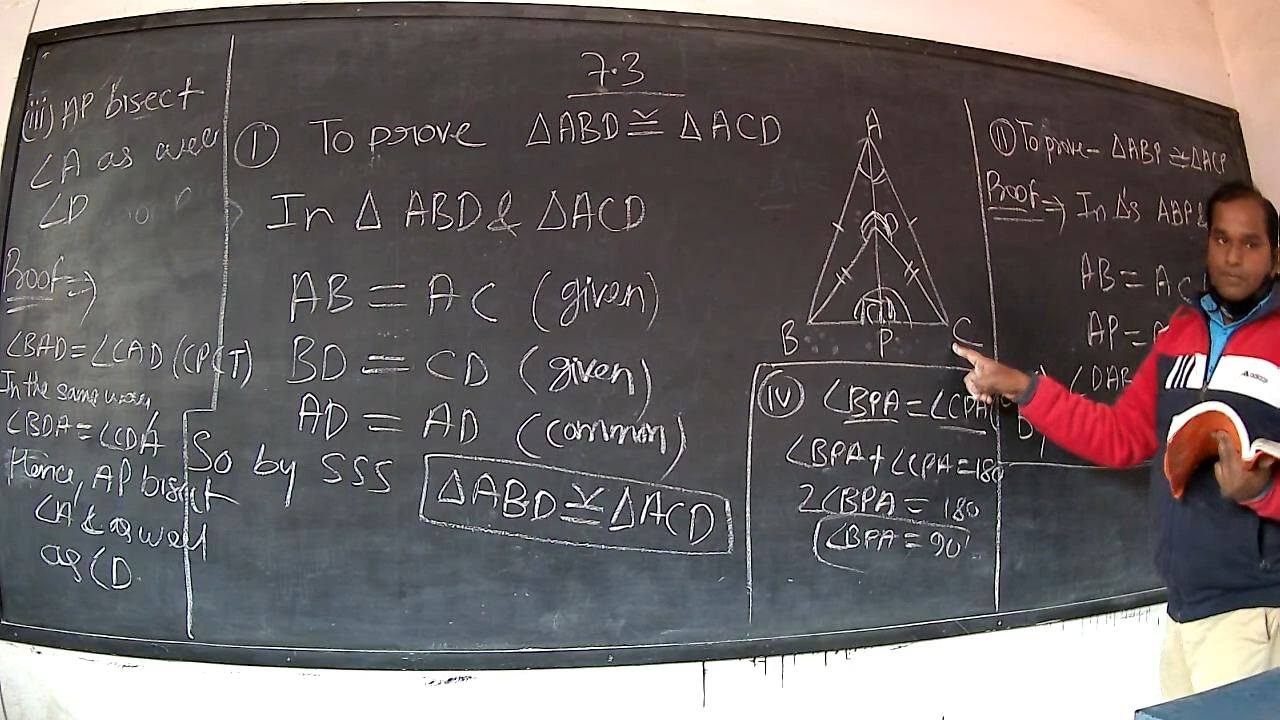 7.3
(iii) AP bisect
∠A as well
∠D
Proof ⇒
∠BAD = ∠CAD (CPCT)
In the same way
∠BDA = ∠CDA
Hence, AP bisect
∠A & as well
as ∠D.
(I) To prove ΔABD ≅ ΔACD
In Δ ABD & ΔACD
AB = AC (given)
BD = CD (given)
AD = AD (common)
So by SSS
ΔABD ≅ ΔACD
A
B
P
C
(IV) ∠BPA = ∠CPA
∠BPA + ∠CPA = 180
2∠BPA = 180
∠BPA = 90°
(II) To prove - ΔABP ≅ ΔACP
Proof ⇒ In Δs ABP &
AB = AC
AP =
∠DAB